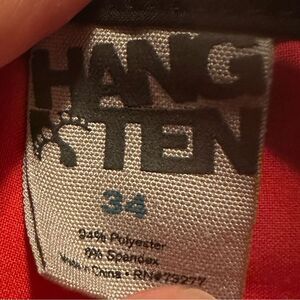 HANG
TEN
34
94% Polyester
6% Spandex
Made in China • RN#79277